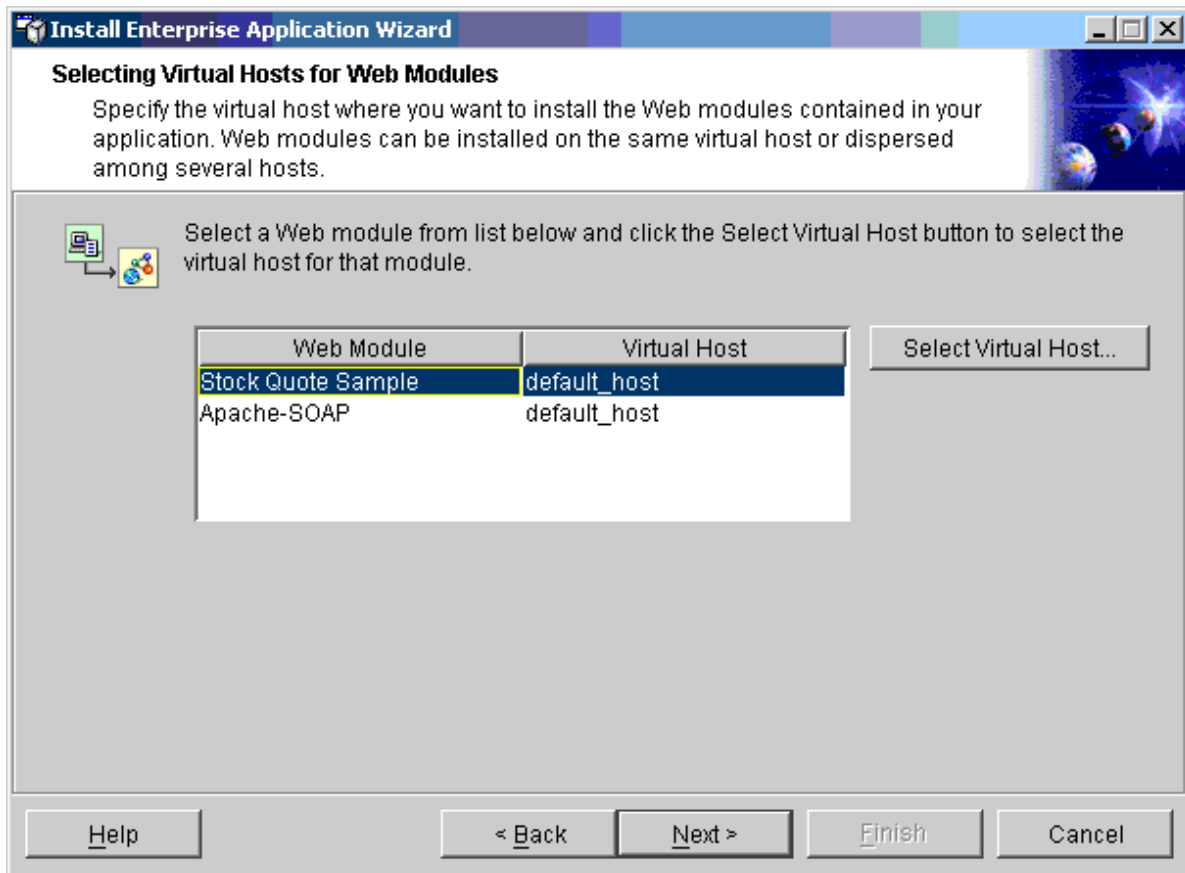 Install Enterprise Application Wizard
Selecting Virtual Hosts for Web Modules
Specify the virtual host where you want to install the Web modules contained in your
application. Web modules can be installed on the same virtual host or dispersed
among several hosts.
Select a Web module from list below and click the Select Virtual Host button to select the
virtual host for that module.
Web Module Virtual Host Select Virtual Host...
Stock Quote Sample default_host
Apache-SOAP default_host
Help < Back Next > Finish Cancel